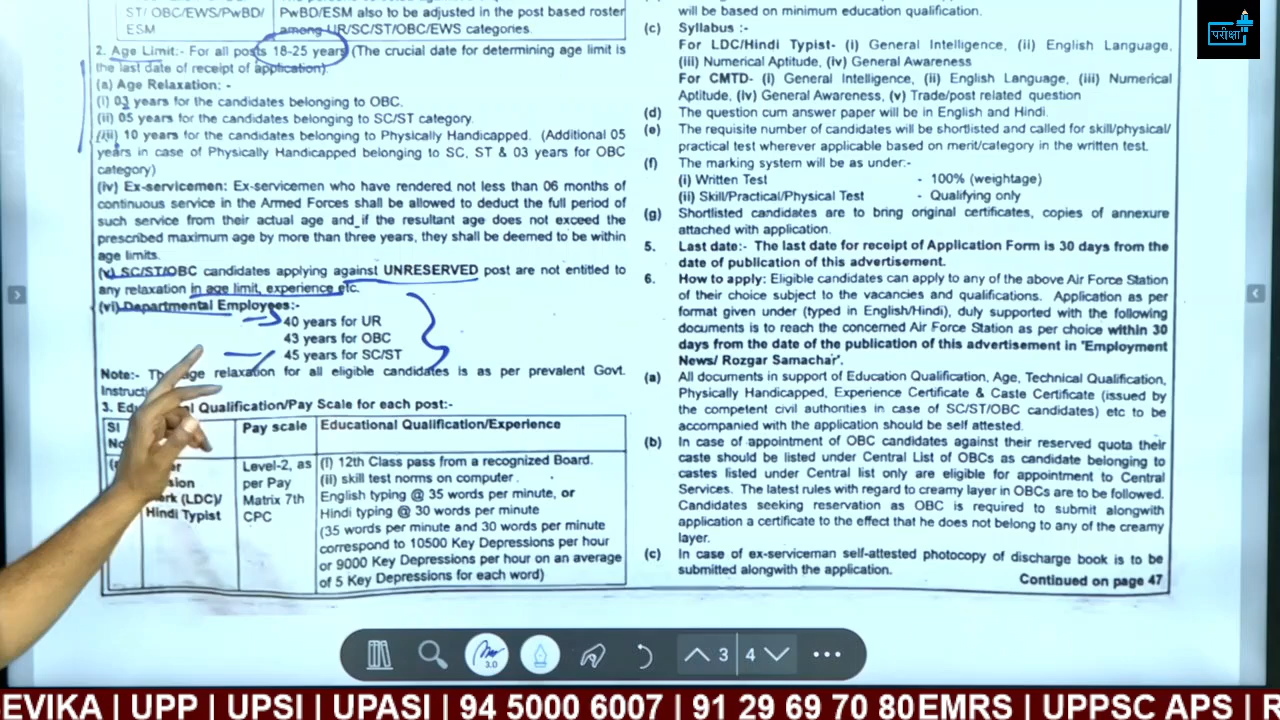 ST/ OBC/EWS/PwBD/
ESM
PwBD/ESM also to be adjusted in the post based roster
among UR/SC/ST/OBC/EWS categories.
2. Age Limit:- For all posts 18-25 years (The crucial date for determining age limit is
the last date of receipt of application).
(a) Age Relaxation: -
(i) 03 years for the candidates belonging to OBC.
(ii) 05 years for the candidates belonging to SC/ST category.
(iii) 10 years for the candidates belonging to Physically Handicapped. (Additional 05
years in case of Physically Handicapped belonging to SC, ST & 03 years for OBC
category)
(iv) Ex-servicemen: Ex-servicemen who have rendered not less than 06 months of
continuous service in the Armed Forces shall be allowed to deduct the full period of
such service from their actual age and if the resultant age does not exceed the
prescribed maximum age by more than three years, they shall be deemed to be within
age limits.
(v) SC/ST/OBC candidates applying against UNRESERVED post are not entitled to
any relaxation in age limit, experience etc.
(vi) Departmental Employees:-
40 years for UR
43 years for OBC
45 years for SC/ST
Note:- The age relaxation for all eligible candidates is as per prevalent Govt.
3. Qualification/Pay Scale for each post:-
Sl
No
Pay scale
Educational Qualification/Experience
(LDC)/
Hindi Typist
Level-2, as
per Pay
Matrix 7th
CPC
(i) 12th Class pass from a recognized Board.
(ii) skill test norms on computer .
English typing @ 35 words per minute, or
Hindi typing @ 30 words per minute
(35 words per minute and 30 words per minute
correspond to 10500 Key Depressions per hour
or 9000 Key Depressions per hour on an average
of 5 Key Depressions for each word)
will be based on minimum education qualification.
(c) Syllabus :-
For LDC/Hindi Typist- (i) General Intelligence, (ii) English Language,
(iii) Numerical Aptitude, (iv) General Awareness
For CMTD- (i) General Intelligence, (ii) English Language, (iii) Numerical
Aptitude, (iv) General Awareness, (v) Trade/post related question
(d) The question cum answer paper will be in English and Hindi.
(e) The requisite number of candidates will be shortlisted and called for skill/physical/
practical test wherever applicable based on merit/category in the written test.
(f) The marking system will be as under:-
(i) Written Test - 100% (weightage)
(ii) Skill/Practical/Physical Test - Qualifying only
(g) Shortlisted candidates are to bring original certificates, copies of annexure
attached with application.
5. Last date:- The last date for receipt of Application Form is 30 days from the
date of publication of this advertisement.
6. How to apply: Eligible candidates can apply to any of the above Air Force Station
of their choice subject to the vacancies and qualifications. Application as per
format given under (typed in English/Hindi), duly supported with the following
documents is to reach the concerned Air Force Station as per choice within 30
days from the date of the publication of this advertisement in 'Employment
News/ Rozgar Samachar'.
(a) All documents in support of Education Qualification, Age, Technical Qualification,
Physically Handicapped, Experience Certificate & Caste Certificate (issued by
the competent civil authorities in case of SC/ST/OBC candidates) etc to be
accompanied with the application should be self attested.
(b) In case of appointment of OBC candidates against their reserved quota their
caste should be listed under Central List of OBCs as candidate belonging to
castes listed under Central list only are eligible for appointment to Central
Services. The latest rules with regard to creamy layer in OBCs are to be followed.
Candidates seeking reservation as OBC is required to submit alongwith
application a certificate to the effect that he does not belong to any of the creamy
layer.
(c) In case of ex-serviceman self-attested photocopy of discharge book is to be
submitted alongwith the application.
Continued on page 47
परीक्षा
3.0
3 4
EVIKA | UPP | UPSI | UPASI | 94 5000 6007 | 91 29 69 70 80 EMRS | UPPSC APS | R